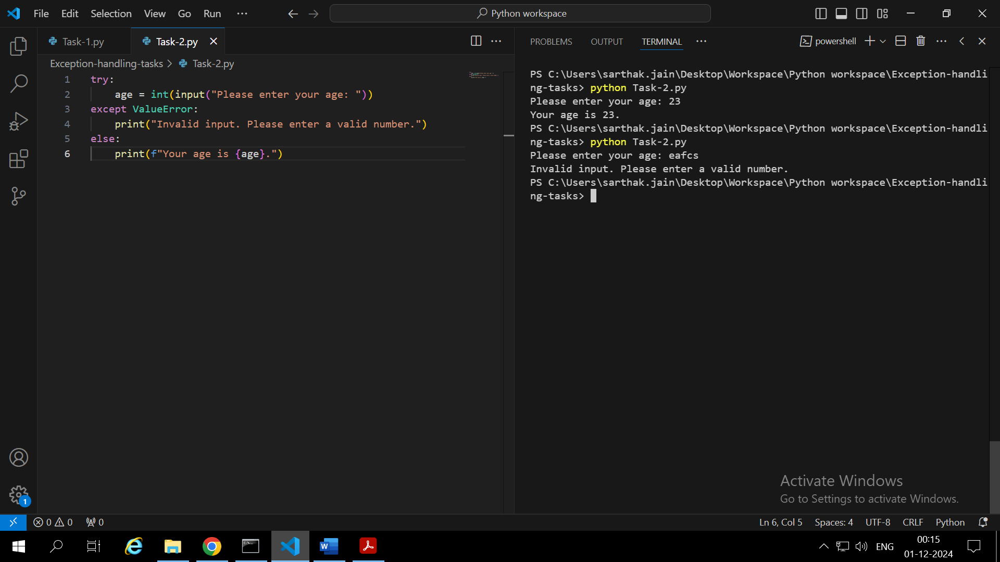 File Edit Selection View Go Run ···
Python workspace
Task-1.py
Task-2.py
Exception-handling-tasks > Task-2.py
1 try:
2     age = int(input("Please enter your age: "))
3 except ValueError:
4     print("Invalid input. Please enter a valid number.")
5 else:
6     print(f"Your age is {age}.")
PROBLEMS OUTPUT TERMINAL ···
powershell
PS C:\Users\sarthak.jain\Desktop\Workspace\Python workspace\Exception-handli
ng-tasks> python Task-2.py
Please enter your age: 23
Your age is 23.
PS C:\Users\sarthak.jain\Desktop\Workspace\Python workspace\Exception-handli
ng-tasks> python Task-2.py
Please enter your age: eafcs
Invalid input. Please enter a valid number.
PS C:\Users\sarthak.jain\Desktop\Workspace\Python workspace\Exception-handli
ng-tasks>
Activate Windows
Go to Settings to activate Windows.
1
0 0 0
Ln 6, Col 5 Spaces: 4 UTF-8 CRLF Python
ENG
00:15
01-12-2024